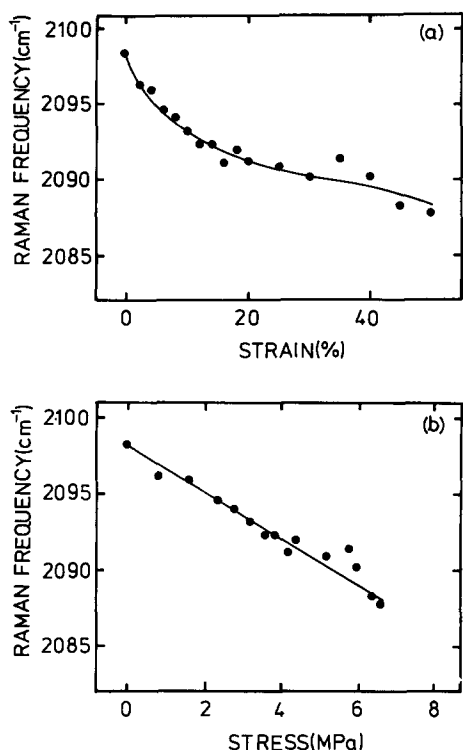 (a)
RAMAN FREQUENCY(cm⁻¹)
2100
2095
2090
2085
0 20 40
STRAIN(%)
(b)
RAMAN FREQUENCY(cm⁻¹)
2100
2095
2090
2085
0 2 4 6 8
STRESS(MPa)